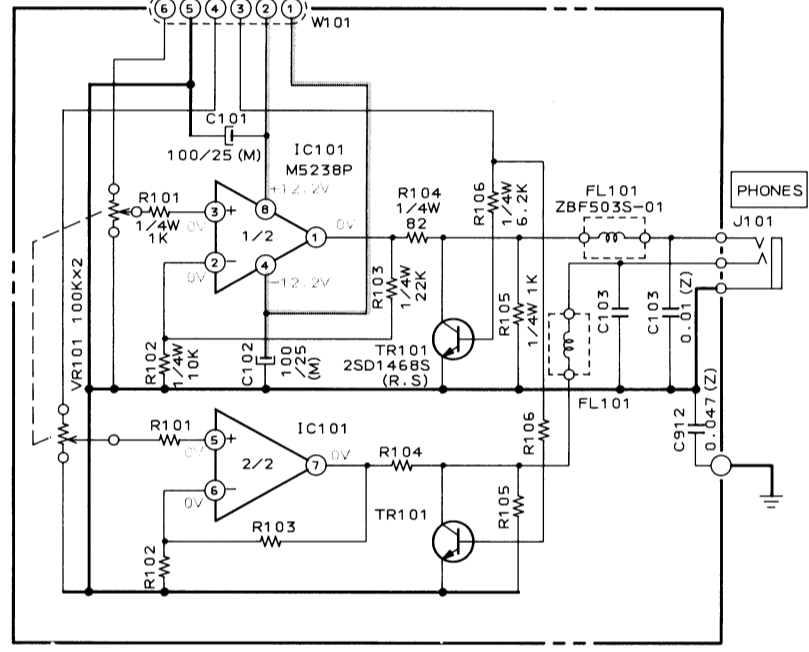 6 5 4 3 2 1
W101
C101
100/25 (M)
IC101
M5238P
+12.2V
R101
1/4W
1K
0V
3 +
8
1/2
1
0V
2 −
4
-12.2V
R104
1/4W
82
R106
1/4W
6.2K
FL101
ZBF503S-01
PHONES
J101
VR101 100K×2
R102
1/4W
10K
C102
100
/25
(M)
R103
1/4W
22K
TR101
2SD1468S
(R.S)
R105
1/4W 1K
C103
C103
0.01 (Z)
FL101
C912
0.047 (Z)
R101
0V
5 +
IC101
2/2
7
0V
6 −
0V
R104
R106
R102
R103
TR101
R105